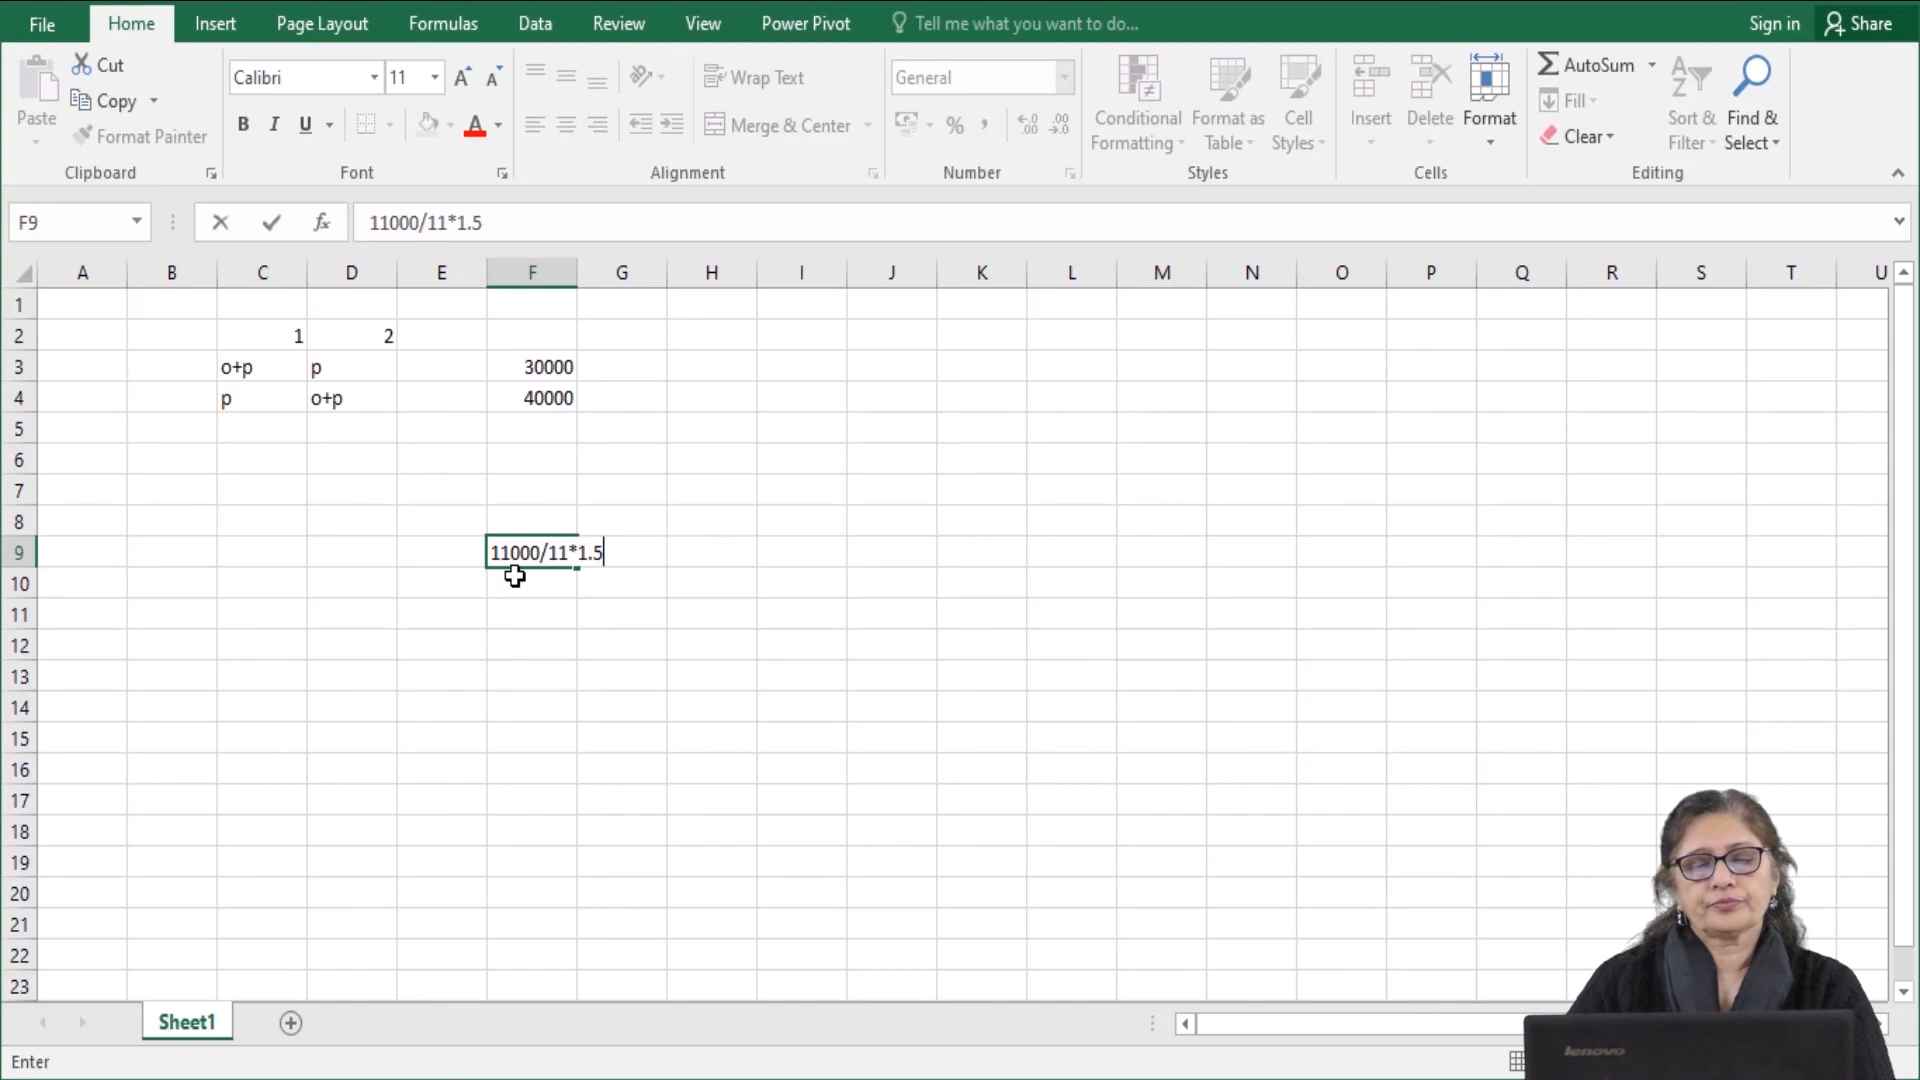 File Home Insert Page Layout Formulas Data Review View Power Pivot Tell me what you want to do... Sign in Share
Cut
Copy
Format Painter
Paste
Clipboard
Calibri 11 A A
B I U A
Font
Wrap Text
Merge & Center
Alignment
General
% ,
Number
Conditional Formatting
Format as Table
Cell Styles
Styles
Insert
Delete
Format
Cells
AutoSum
Fill
Clear
Sort & Filter
Find & Select
Editing
F9 fx 11000/11*1.5
A B C D E F G H I J K L M N O P Q R S T U
1
2 1 2
3 o+p p 30000
4 p o+p 40000
5
6
7
8
9 11000/11*1.5
10
11
12
13
14
15
16
17
18
19
20
21
22
23
Sheet1
Enter
lenovo